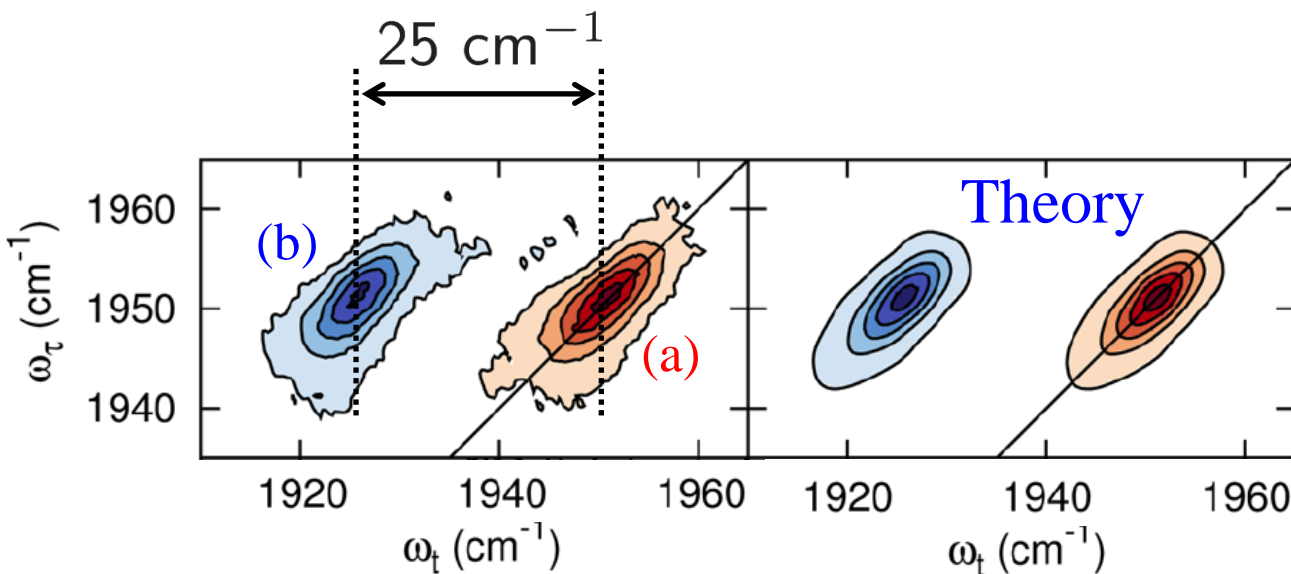 25 cm⁻¹
(b)
(a)
Theory
1960
1950
1940
ω_τ (cm⁻¹)
1920 1940 1960 1920 1940 1960
ω_t (cm⁻¹) ω_t (cm⁻¹)